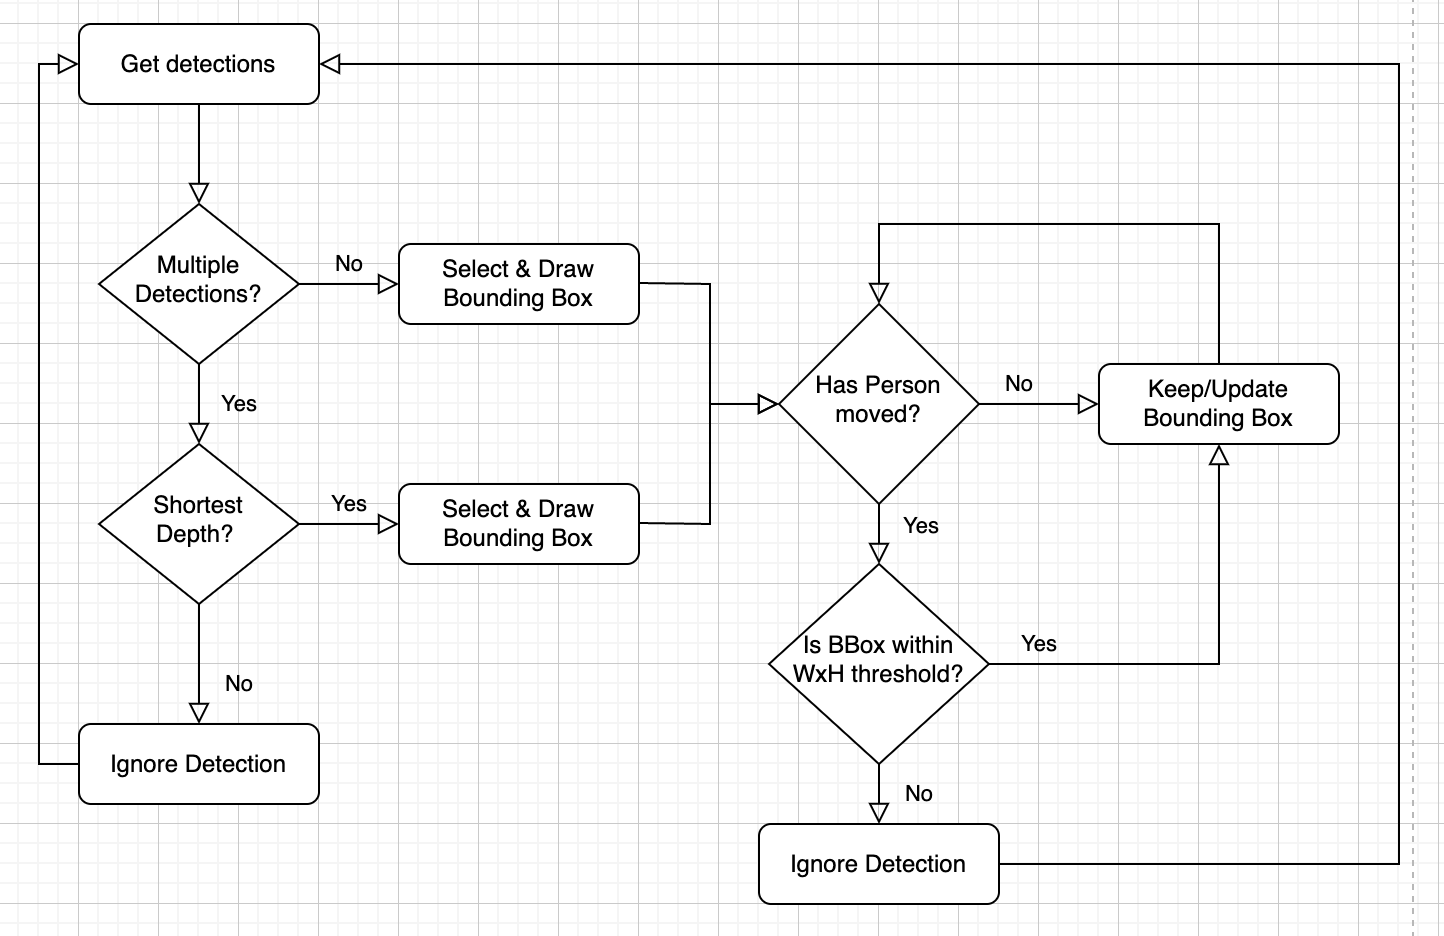 Get detections
Multiple
Detections?
No
Select & Draw
Bounding Box
Yes
Shortest
Depth?
Yes
Select & Draw
Bounding Box
No
Ignore Detection
Has Person
moved?
No
Keep/Update
Bounding Box
Yes
Is BBox within
WxH threshold?
Yes
No
Ignore Detection